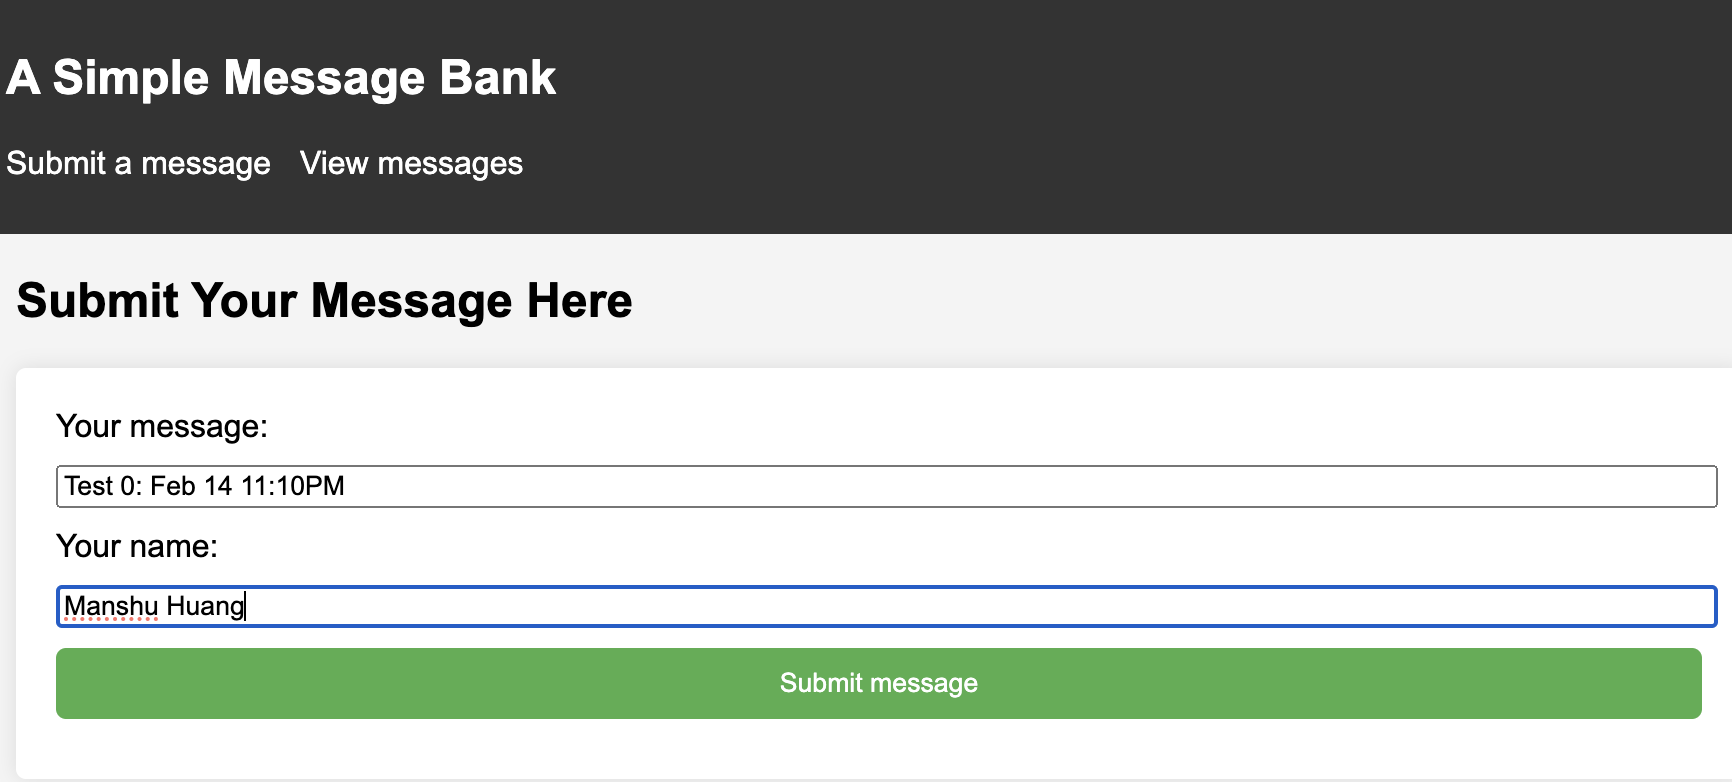 A Simple Message Bank
Submit a message View messages
Submit Your Message Here
Your message:
Test 0: Feb 14 11:10PM
Your name:
Manshu Huang
Submit message